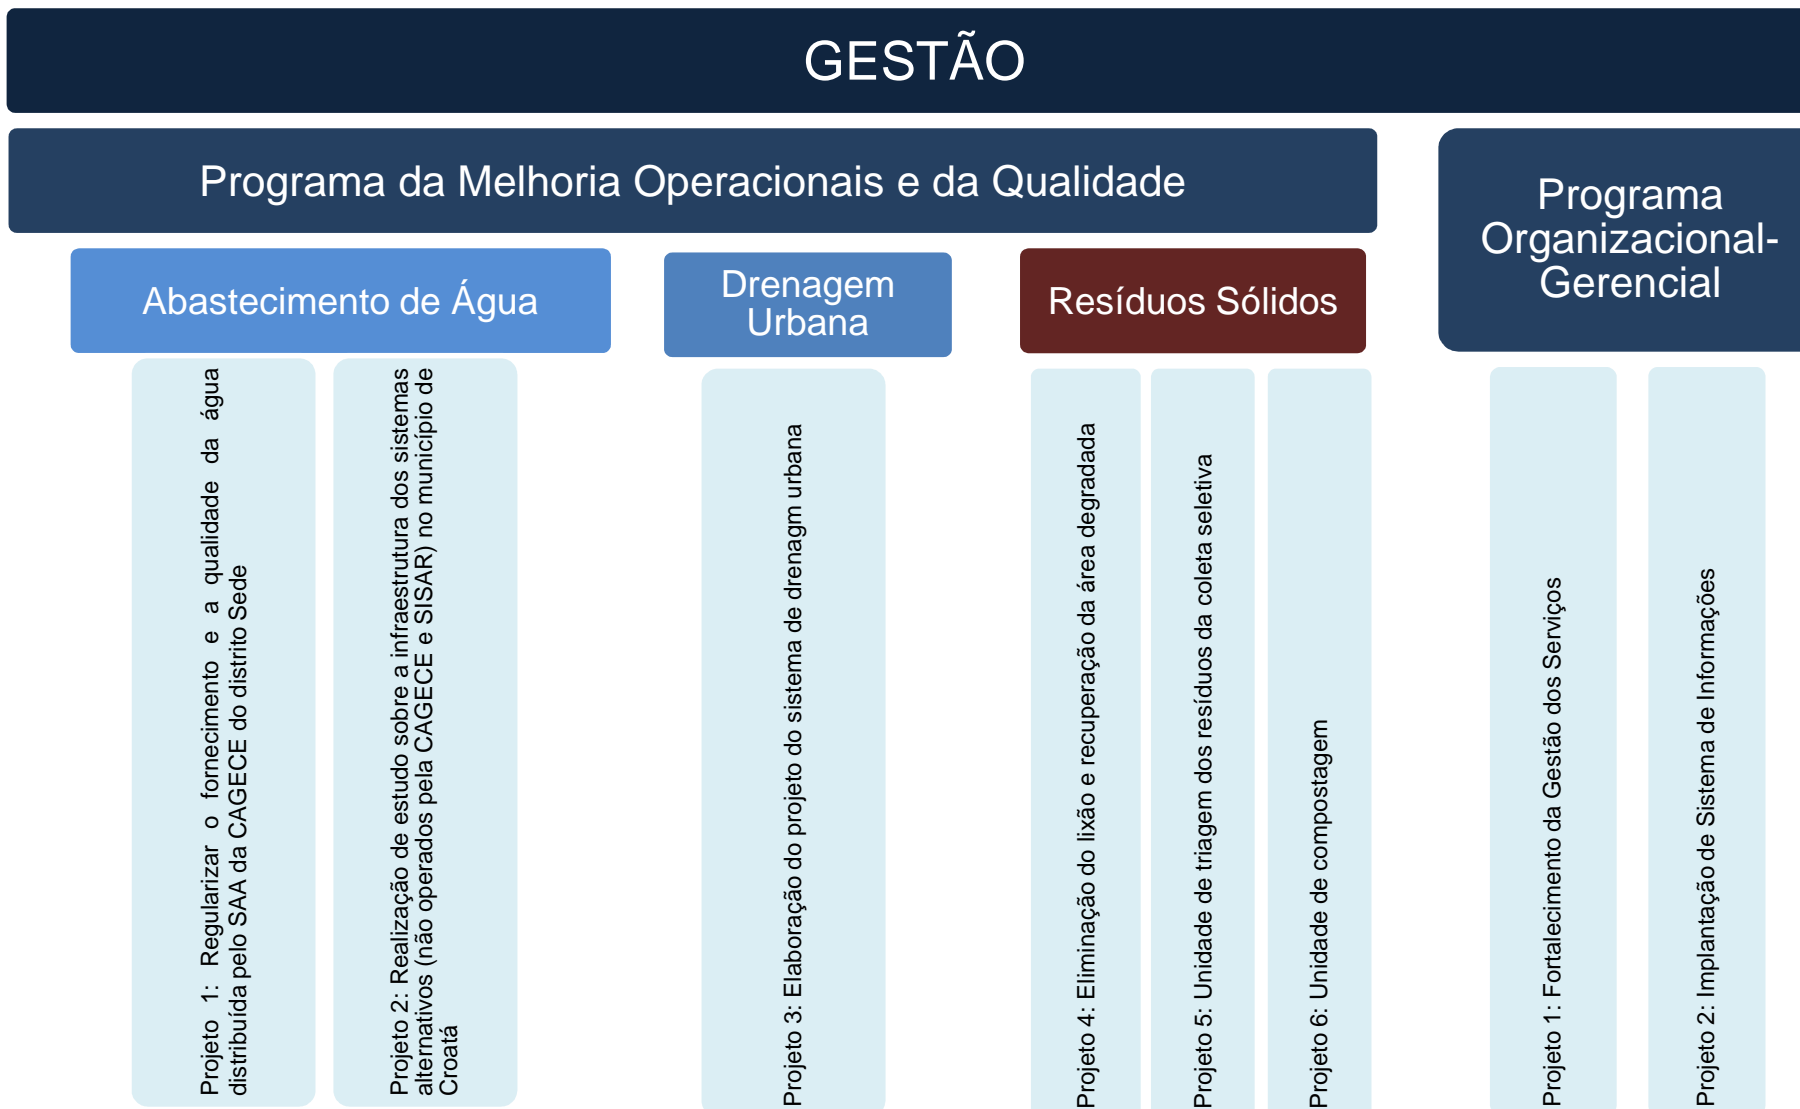 GESTÃO
Programa da Melhoria Operacionais e da Qualidade
Programa
Organizacional-
Gerencial
Abastecimento de Água
Drenagem
Urbana
Resíduos Sólidos
Projeto 1: Regularizar o fornecimento e a qualidade da água
distribuída pelo SAA da CAGECE do distrito Sede
Projeto 2: Realização de estudo sobre a infraestrutura dos sistemas
alternativos (não operados pela CAGECE e SISAR) no município de
Croatá
Projeto 3: Elaboração do projeto do sistema de drenagm urbana
Projeto 4: Eliminação do lixão e recuperação da área degradada
Projeto 5: Unidade de triagem dos resíduos da coleta seletiva
Projeto 6: Unidade de compostagem
Projeto 1: Fortalecimento da Gestão dos Serviços
Projeto 2: Implantação de Sistema de Informações